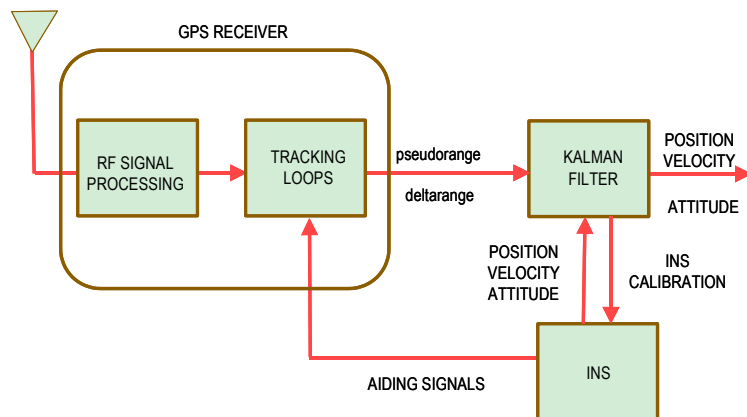 GPS RECEIVER
RF SIGNAL
PROCESSING
TRACKING
LOOPS
pseudorange
deltarange
KALMAN
FILTER
POSITION
VELOCITY
ATTITUDE
POSITION
VELOCITY
ATTITUDE
INS
CALIBRATION
AIDING SIGNALS
INS